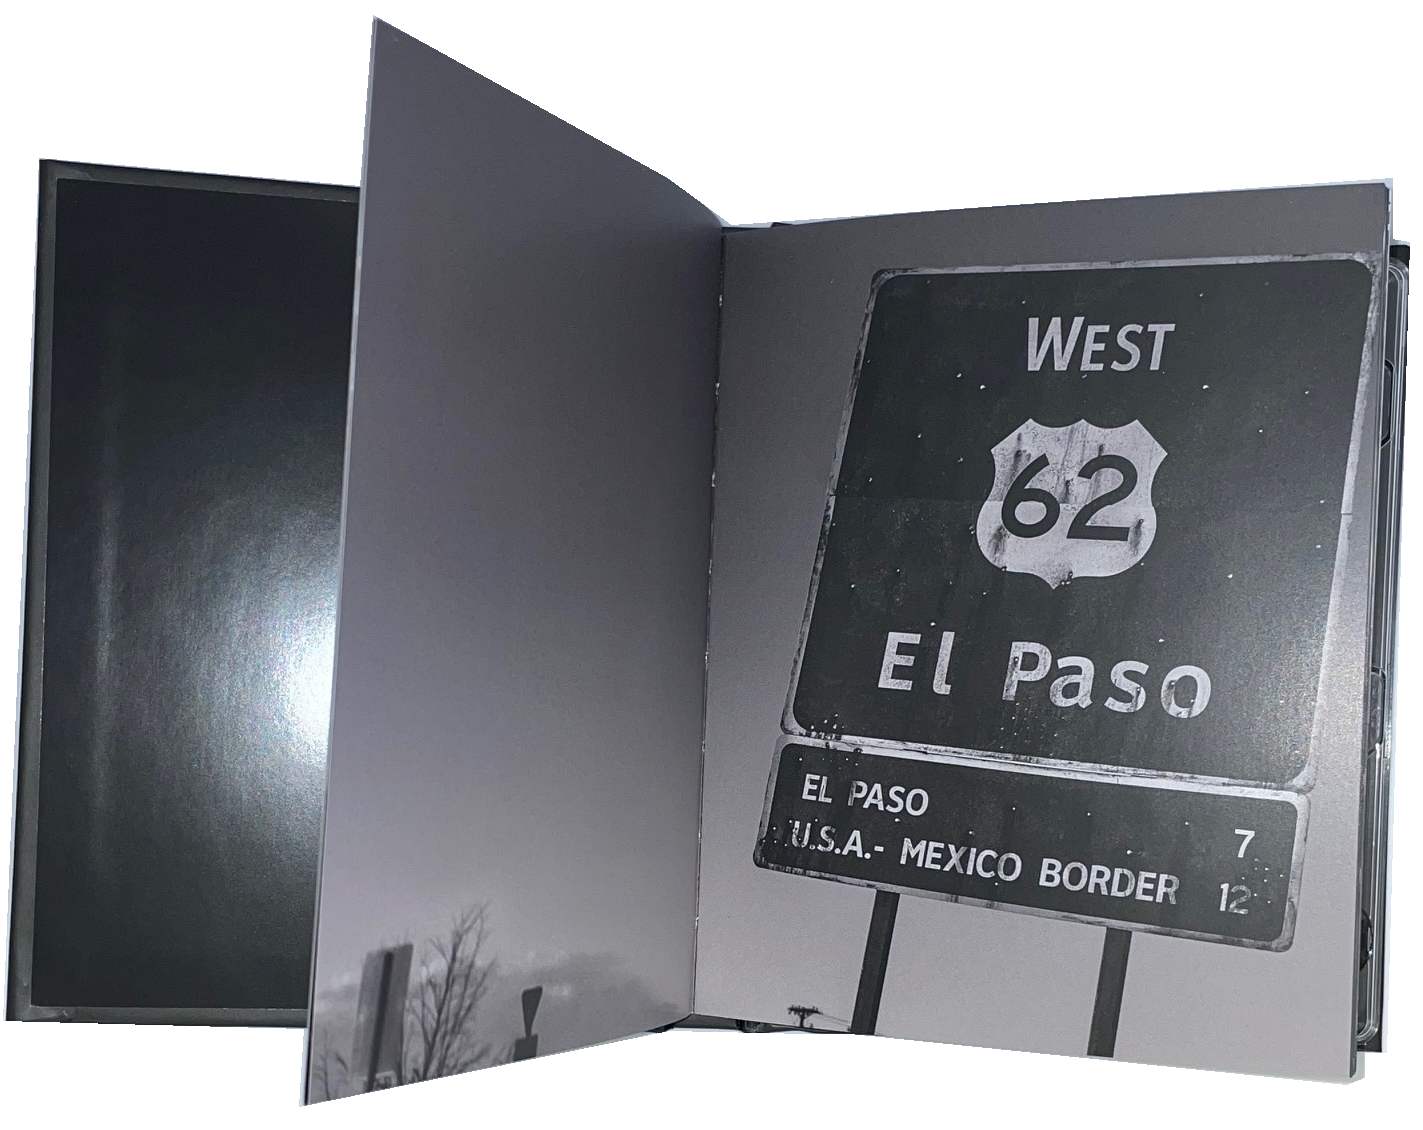 WEST
62
El Paso
EL PASO 7
U.S.A.- MEXICO BORDER 12